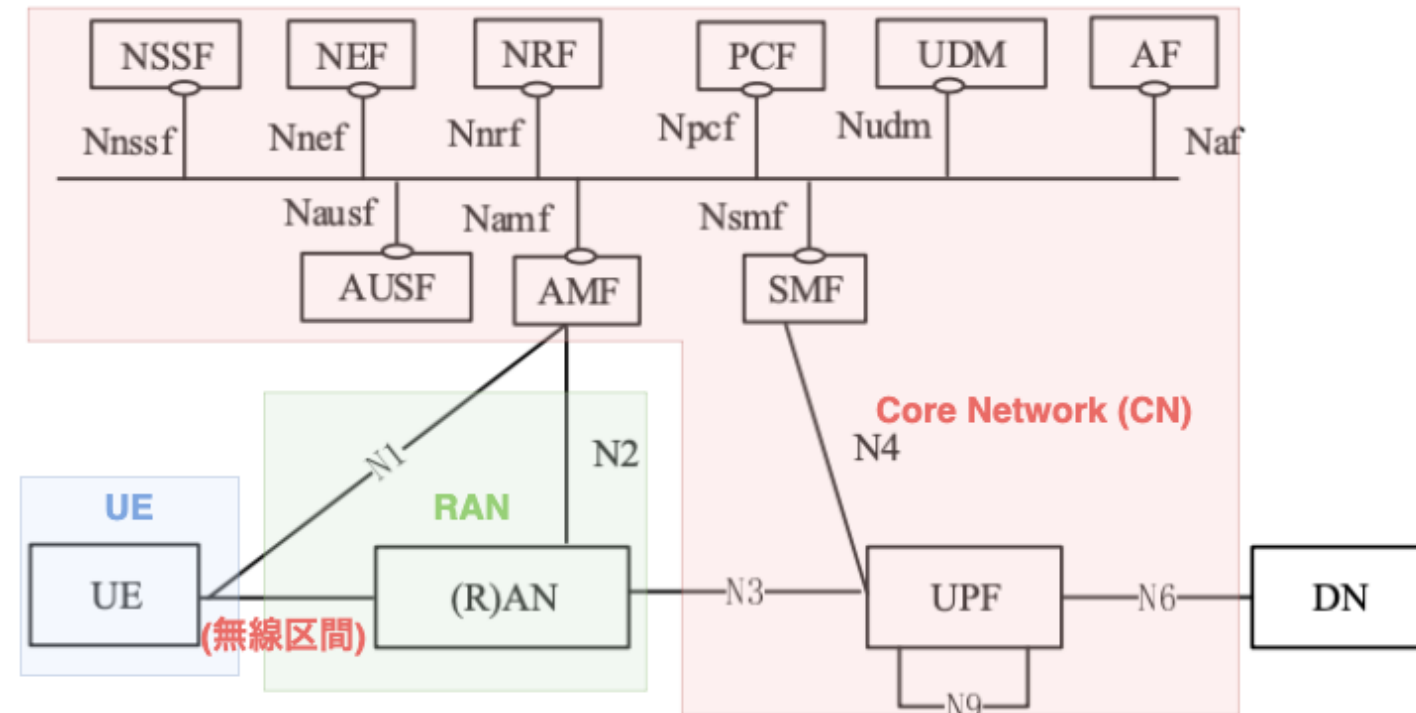 NSSF
NEF
NRF
PCF
UDM
AF
Nnssf
Nnef
Nnrf
Npcf
Nudm
Naf
Nausf
Namf
Nsmf
AUSF
AMF
SMF
Core Network (CN)
N1
N2
N4
UE
RAN
UE
(R)AN
N3
UPF
N6
DN
(無線区間)
N9